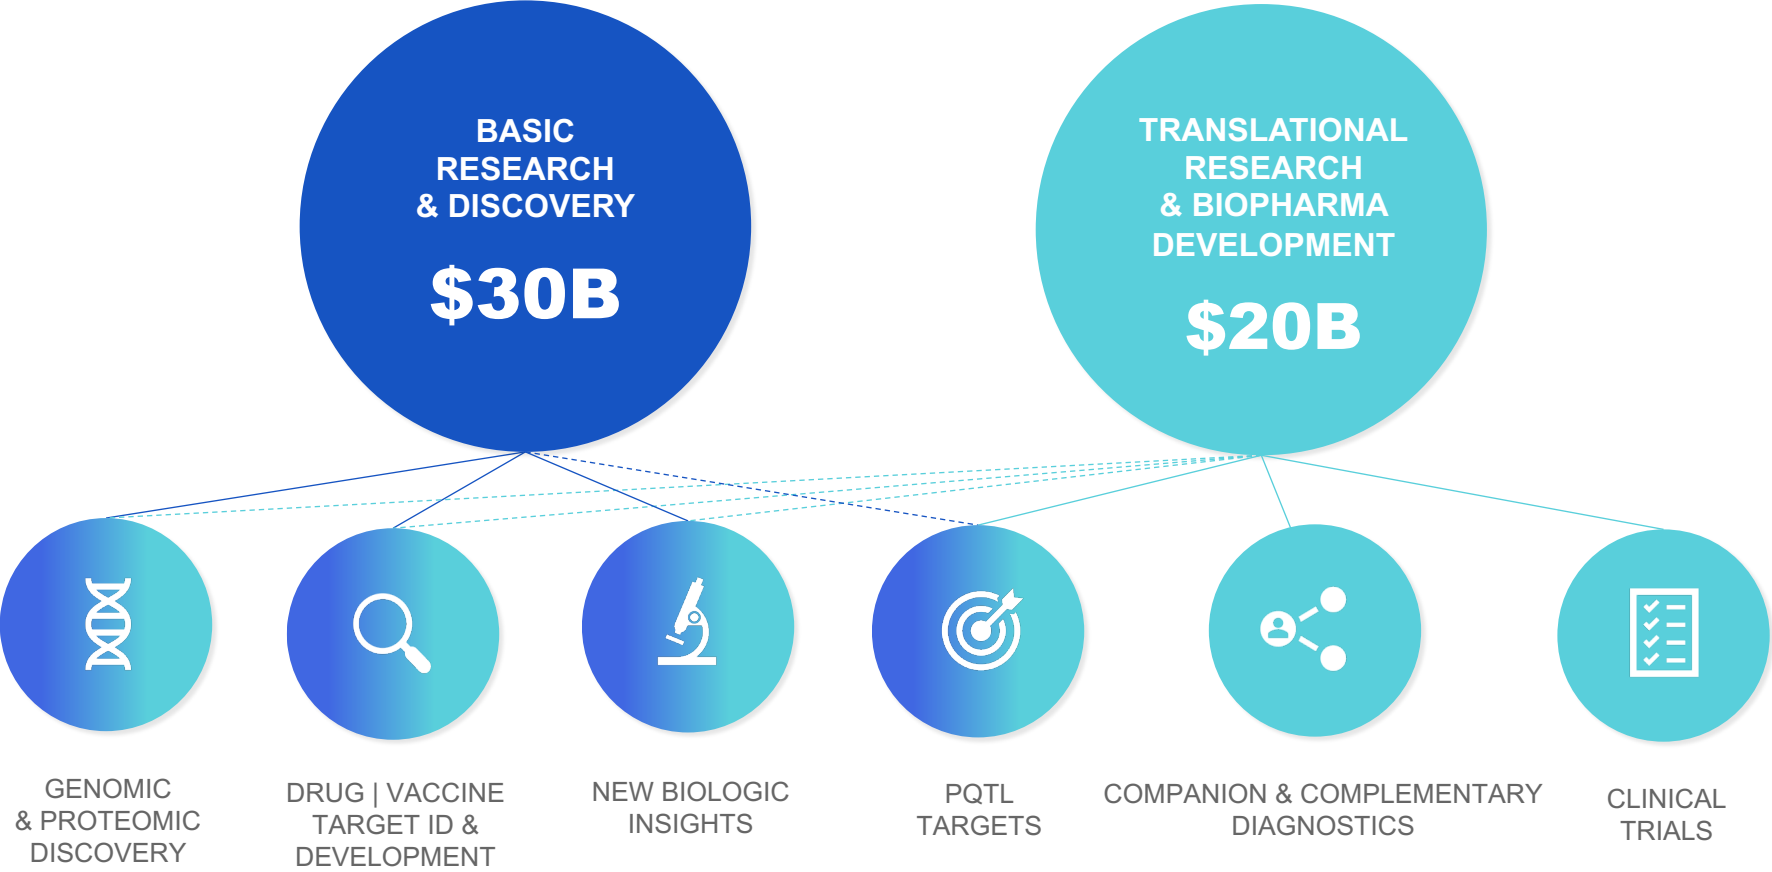 BASIC
RESEARCH
& DISCOVERY
$30B
TRANSLATIONAL
RESEARCH
& BIOPHARMA
DEVELOPMENT
$20B
GENOMIC
& PROTEOMIC
DISCOVERY
DRUG | VACCINE
TARGET ID &
DEVELOPMENT
NEW BIOLOGIC
INSIGHTS
PQTL
TARGETS
COMPANION & COMPLEMENTARY
DIAGNOSTICS
CLINICAL
TRIALS